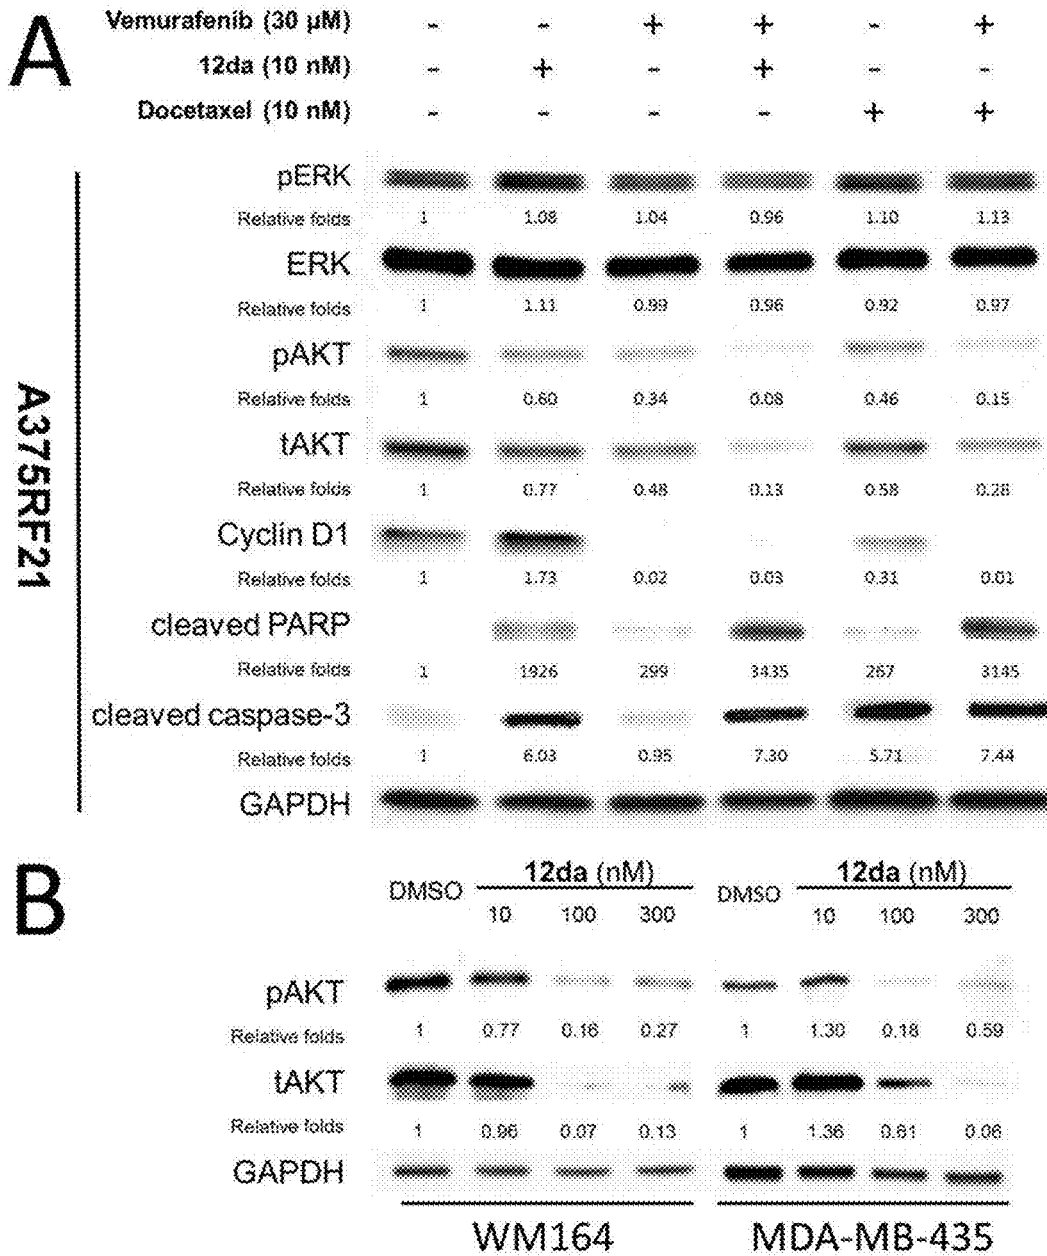 A
Vemurafenib (30 µM) - - + + - +
12da (10 nM) - + - + - -
Docetaxel (10 nM) - - - - + +
A375RF21
pERK
Relative folds 1 1.08 1.04 0.96 1.10 1.13
ERK
Relative folds 1 1.11 0.99 0.96 0.92 0.97
pAKT
Relative folds 1 0.60 0.34 0.08 0.46 0.15
tAKT
Relative folds 1 0.77 0.48 0.13 0.58 0.28
Cyclin D1
Relative folds 1 1.73 0.02 0.03 0.31 0.01
cleaved PARP
Relative folds 1 1926 299 3435 267 3145
cleaved caspase-3
Relative folds 1 6.03 0.95 7.30 5.71 7.44
GAPDH
B
DMSO 12da (nM) DMSO 12da (nM)
10 100 300 10 100 300
pAKT
Relative folds 1 0.77 0.16 0.27 1 1.30 0.18 0.59
tAKT
Relative folds 1 0.96 0.07 0.13 1 1.36 0.61 0.06
GAPDH
WM164 MDA-MB-435